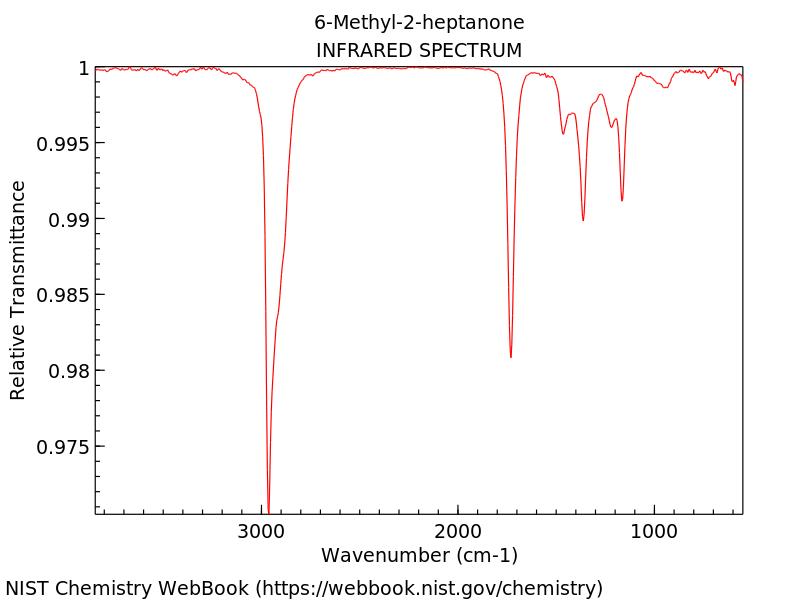 6-Methyl-2-heptanone
INFRARED SPECTRUM
1
0.995
0.99
0.985
0.98
0.975
Relative Transmittance
3000 2000 1000
Wavenumber (cm-1)
NIST Chemistry WebBook (https://webbook.nist.gov/chemistry)